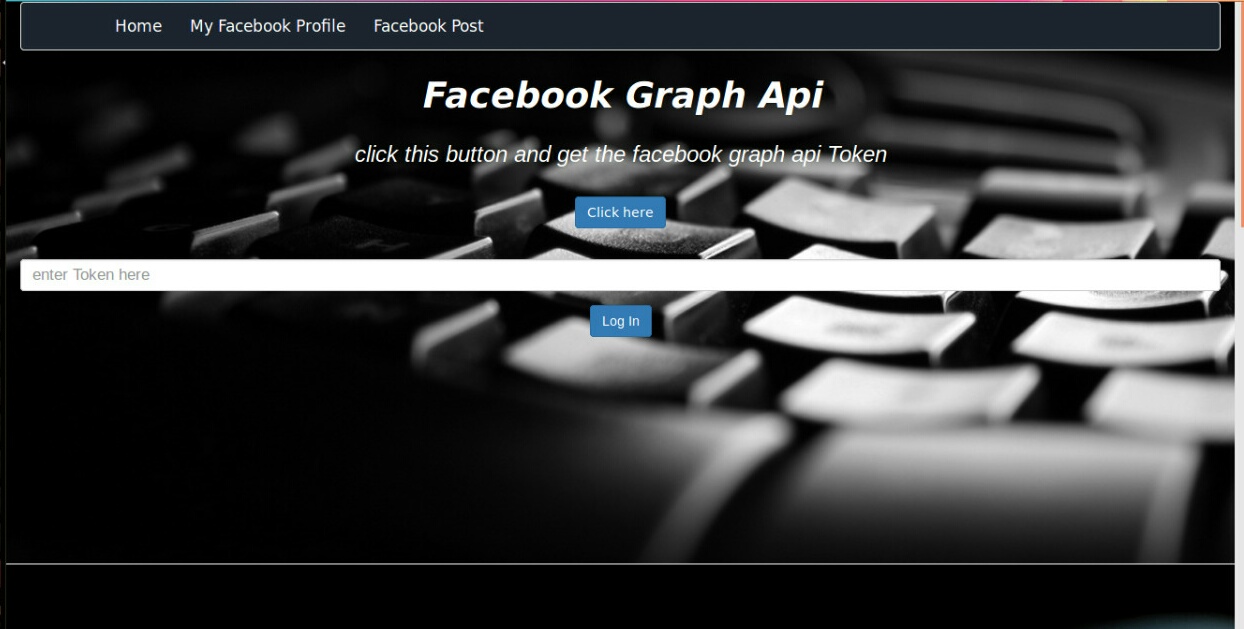 Home My Facebook Profile Facebook Post
Facebook Graph Api
click this button and get the facebook graph api Token
Click here
enter Token here
Log In